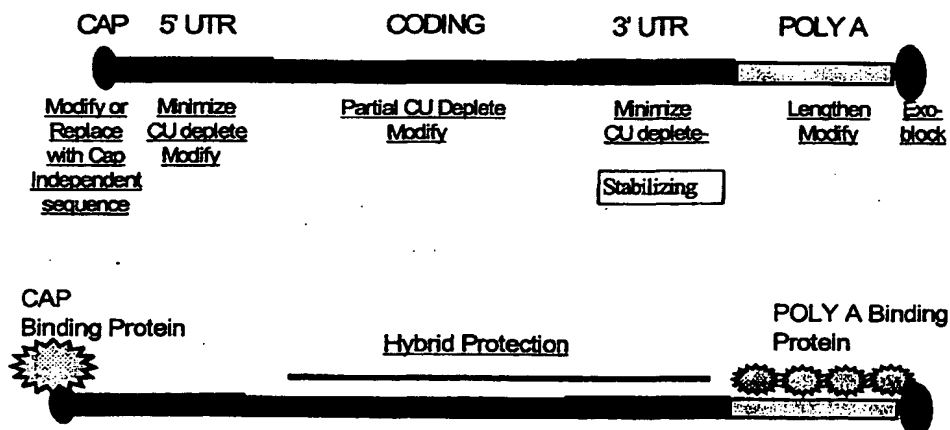 CAP 5' UTR CODING 3' UTR POLY A
Modify or Replace with Cap Independent sequence
Minimize CU deplete Modify
Partial CU Deplete Modify
Minimize CU deplete-
Stabilizing
Lengthen Modify
Exo-block
CAP
Binding Protein
Hybrid Protection
POLY A Binding
Protein